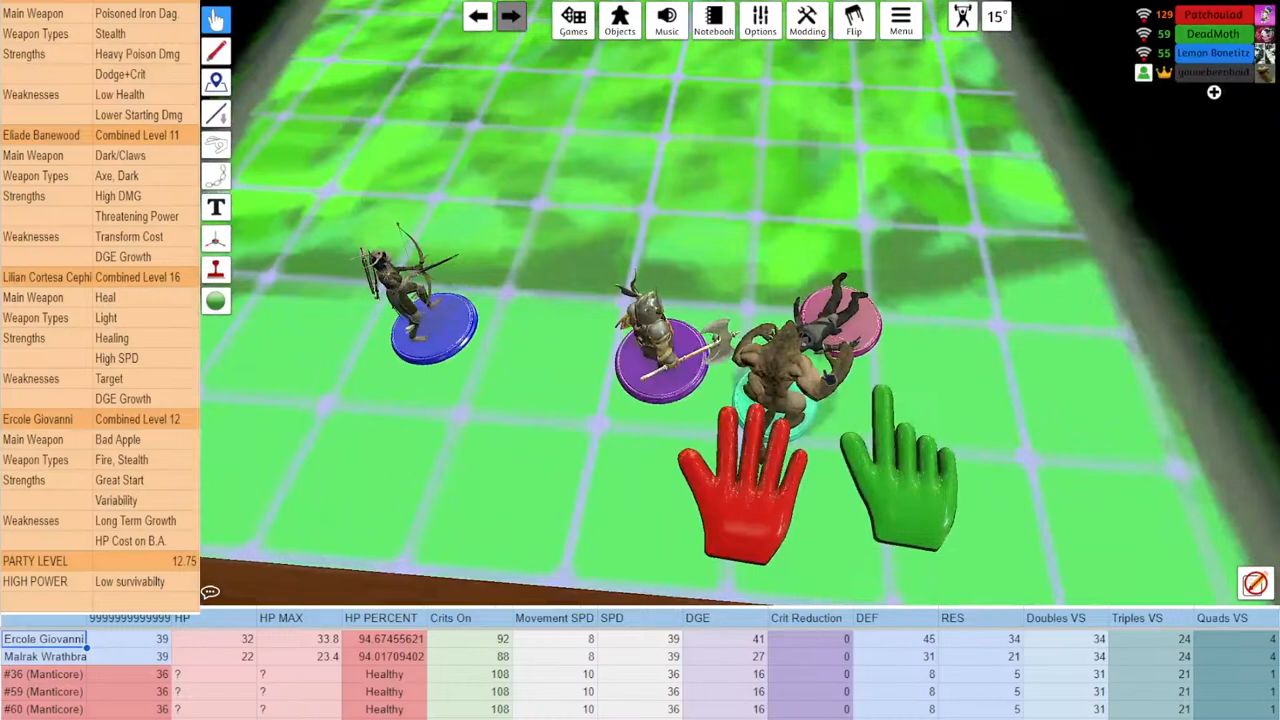 Main Weapon Poisoned Iron Dag.
Weapon Types Stealth
Strengths Heavy Poison Dmg
Dodge+Crit
Weaknesses Low Health
Lower Starting Dmg
Eliade Banewood Combined Level 11
Main Weapon Dark/Claws
Weapon Types Axe, Dark
Strengths High DMG
Threatening Power
Weaknesses Transform Cost
DGE Growth
Lilian Cortesa Cephi Combined Level 16
Main Weapon Heal
Weapon Types Light
Strengths Healing
High SPD
Weaknesses Target
DGE Growth
Ercole Giovanni Combined Level 12
Main Weapon Bad Apple
Weapon Types Fire, Stealth
Strengths Great Start
Variability
Weaknesses Long Term Growth
HP Cost on B.A.
PARTY LEVEL 12.75
HIGH POWER Low survivabilty
T
Games Objects Music Notebook Options Modding Flip Menu 15°
129 Patchoulad
59 DeadMoth
55 Lemon Bonetitz
youvebeenboid
9999999999999 HP HP MAX HP PERCENT Crits On Movement SPD SPD DGE Crit Reduction DEF RES Doubles VS Triples VS Quads VS
Ercole Giovanni 39 32 33.8 94.67455621 92 8 39 41 0 45 34 34 24 4
Malrak Wrathbra 39 22 23.4 94.01709402 88 8 39 27 0 31 21 34 24 4
#36 (Manticore) 36 ? ? Healthy 108 10 36 16 0 8 5 31 21 1
#59 (Manticore) 36 ? ? Healthy 108 10 36 16 0 8 5 31 21 1
#60 (Manticore) 36 ? ? Healthy 108 10 36 16 0 8 5 31 21 1